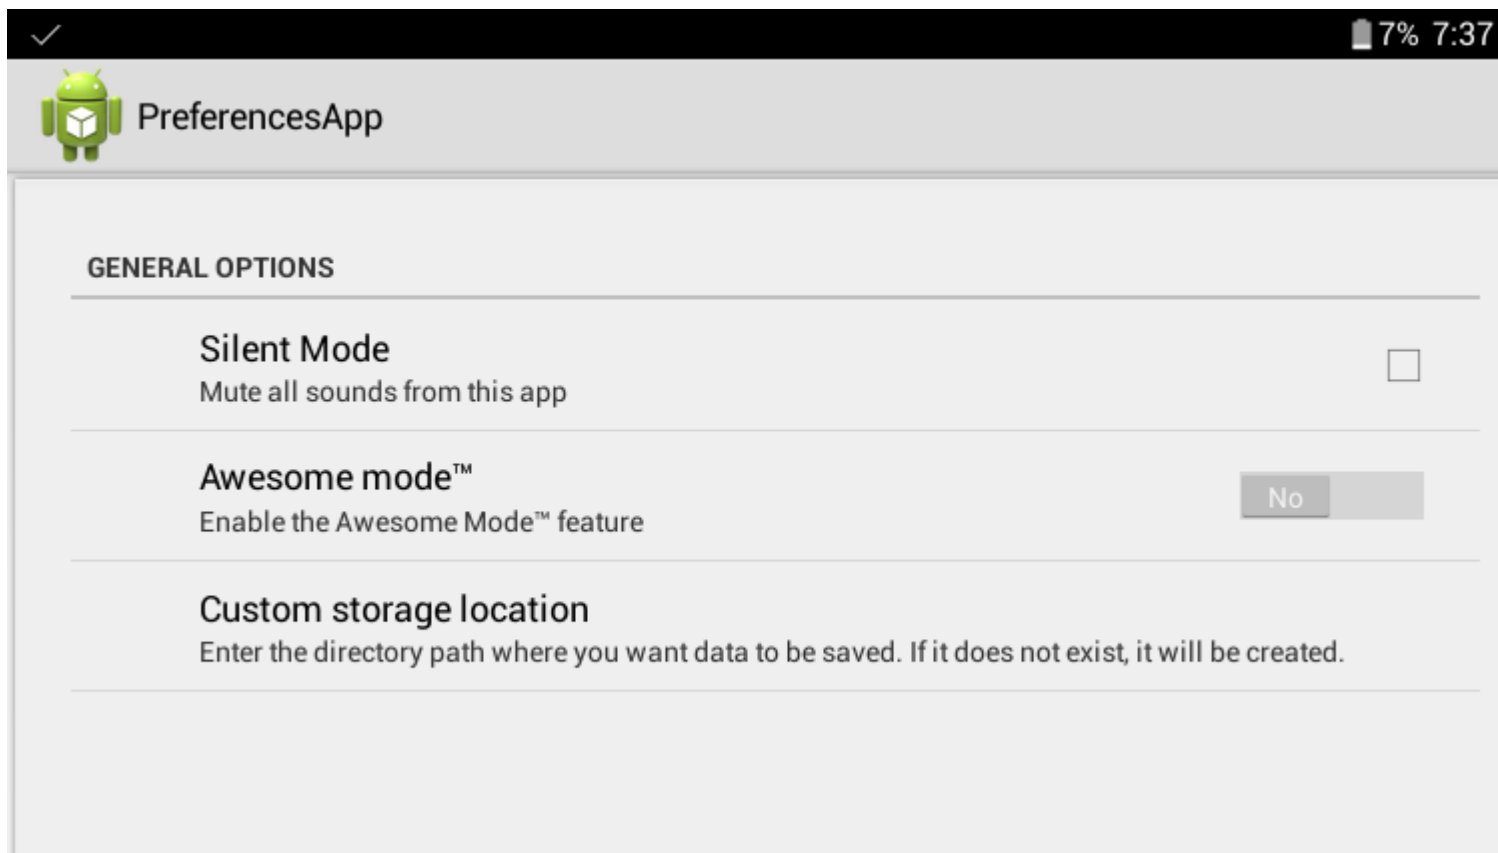 7% 7:37
PreferencesApp
GENERAL OPTIONS
Silent Mode
Mute all sounds from this app
Awesome mode™
No
Enable the Awesome Mode™ feature
Custom storage location
Enter the directory path where you want data to be saved. If it does not exist, it will be created.